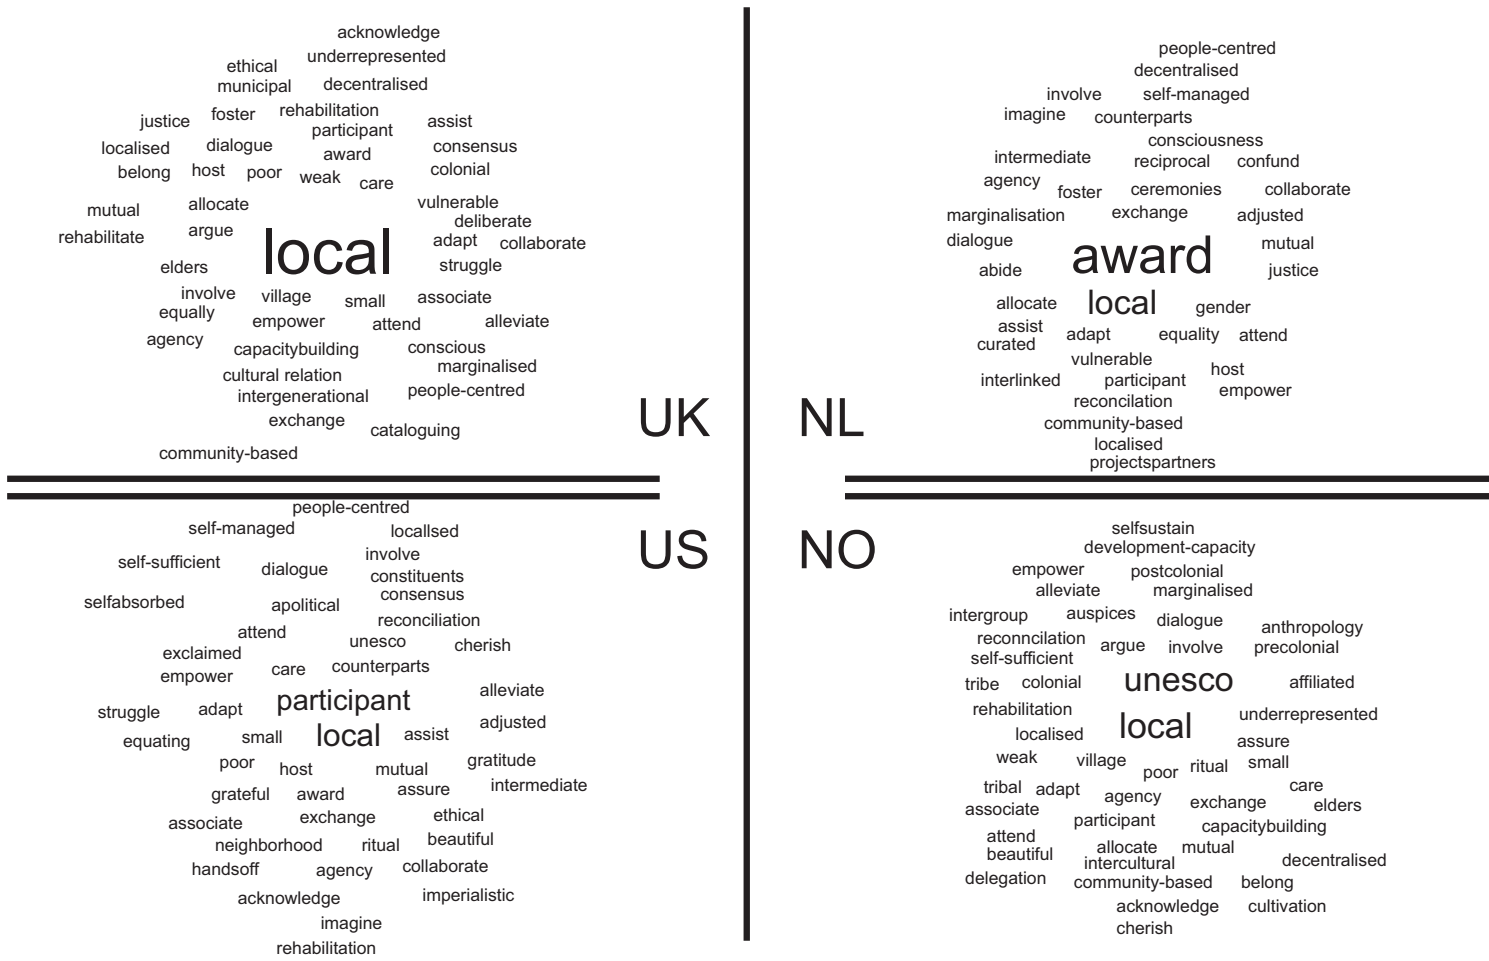 acknowledge
underrepresented
ethical
municipal
decentralised
justice
foster
rehabilitation
participant
assist
localised
dialogue
award
consensus
belong
host
poor
weak
care
colonial
mutual
allocate
vulnerable
deliberate
rehabilitate
argue
local
adapt
collaborate
elders
struggle
involve
village
small
associate
equally
empower
attend
alleviate
agency
capacitybuilding
conscious
marginalised
cultural relation
intergenerational
people-centred
exchange
cataloguing
community-based
UK
people-centred
decentralised
involve
self-managed
imagine
counterparts
consciousness
intermediate
reciprocal
confund
agency
foster
ceremonies
collaborate
marginalisation
exchange
adjusted
dialogue
award
mutual
abide
justice
allocate
local
gender
assist
adapt
equality
attend
curated
vulnerable
host
interlinked
participant
empower
reconcilation
community-based
localised
projectspartners
NL
people-centred
self-managed
locallsed
involve
self-sufficient
dialogue
constituents
consensus
selfabsorbed
apolitical
reconciliation
attend
unesco
cherish
exclaimed
care
counterparts
empower
participant
alleviate
struggle
adapt
adjusted
equating
small
local
assist
poor
host
mutual
gratitude
grateful
award
assure
intermediate
associate
exchange
ethical
neighborhood
ritual
beautiful
handsoff
agency
collaborate
acknowledge
imperialistic
imagine
rehabilitation
US
selfsustain
development-capacity
empower
postcolonial
alleviate
marginalised
intergroup
auspices
dialogue
anthropology
reconncilation
argue
involve
precolonial
self-sufficient
tribe
colonial
unesco
affiliated
rehabilitation
local
underrepresented
localised
assure
weak
village
poor
ritual
small
tribal
adapt
agency
exchange
care
elders
associate
participant
capacitybuilding
attend
beautiful
allocate
mutual
intercultural
decentralised
delegation
community-based
belong
acknowledge
cultivation
cherish
NO